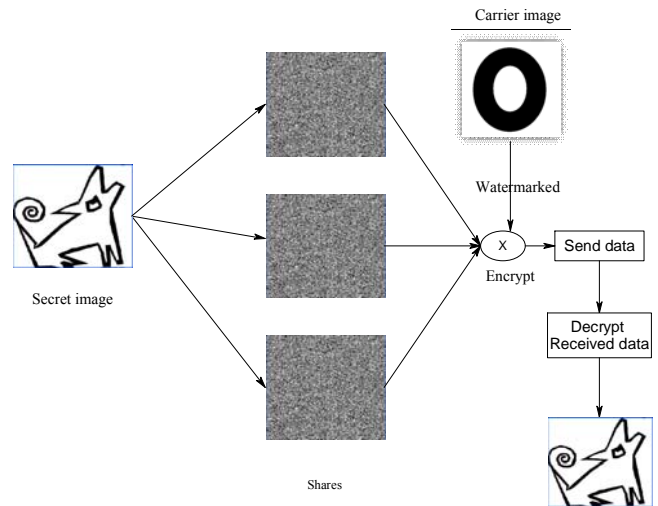 Carrier image
Watermarked
X
Send data
Encrypt
Secret image
Decrypt
Received data
Shares